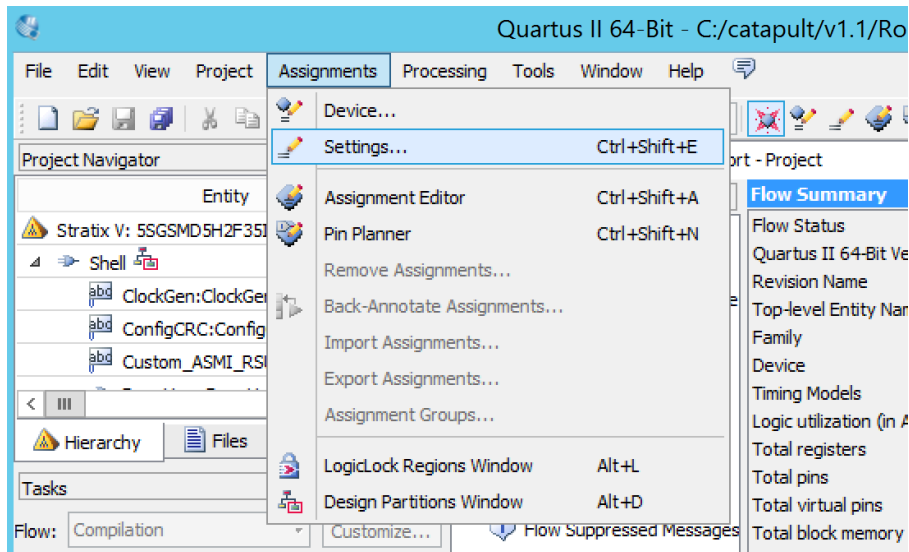 Quartus II 64-Bit - C:/catapult/v1.1/Ro
File Edit View Project Assignments Processing Tools Window Help
Device...
Project Navigator
Settings... Ctrl+Shift+E
ort - Project
Entity
Assignment Editor Ctrl+Shift+A
Flow Summary
Stratix V: 5SGSMD5H2F35I
Pin Planner Ctrl+Shift+N
Flow Status
Shell
Remove Assignments...
Quartus II 64-Bit Ve
abd ClockGen:ClockGe
Back-Annotate Assignments...
Revision Name
Top-level Entity Nar
abd ConfigCRC:Config
Import Assignments...
Family
abd Custom_ASMI_RS
Export Assignments...
Device
Timing Models
Assignment Groups...
Logic utilization (in A
Hierarchy Files
Total registers
LogicLock Regions Window Alt+L
Tasks
Total pins
Design Partitions Window Alt+D
Total virtual pins
Flow: Compilation Customize... Flow Suppressed Messages
Total block memory